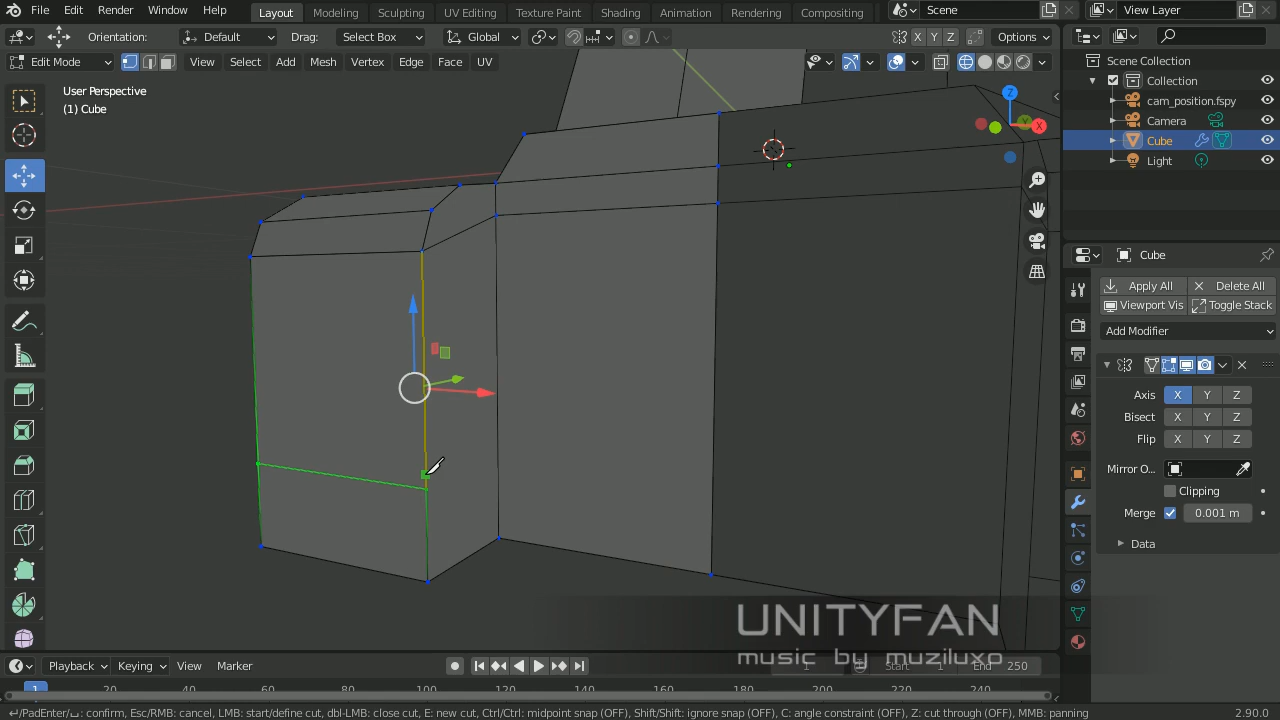 File Edit Render Window Help Layout Modeling Sculpting UV Editing Texture Paint Shading Animation Rendering Compositing Scene View Layer
Orientation: Default Drag: Select Box Global X Y Z Options
Edit Mode View Select Add Mesh Vertex Edge Face UV
User Perspective
(1) Cube
Z
Y
X
Scene Collection
Collection
cam_position.fspy
Camera
Cube
Light
Cube
Apply All Delete All
Viewport Vis Toggle Stack
Add Modifier
Axis X Y Z
Bisect X Y Z
Flip X Y Z
Mirror O...
Clipping
Merge 0.001 m
Data
UNITYFAN
music by muziluxo
Playback Keying View Marker 1 Start 1 End 250
1 20 40 60 80 100 120 140 160 180 200 220 240
↵/PadEnter/␣: confirm, Esc/RMB: cancel, LMB: start/define cut, dbl-LMB: close cut, E: new cut, Ctrl/Ctrl: midpoint snap (OFF), Shift/Shift: ignore snap (OFF), C: angle constraint (OFF), Z: cut through (OFF), MMB: panning 2.90.0